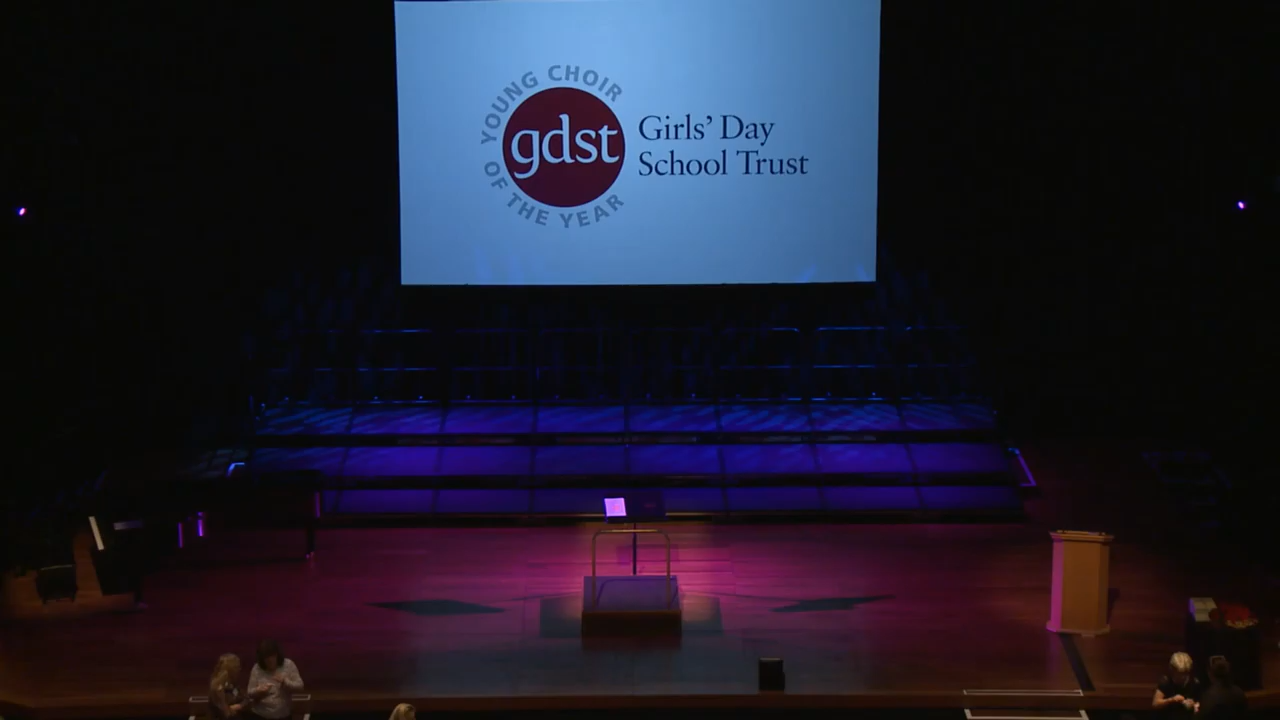 YOUNG CHOIR
OF THE YEAR
gdst
Girls' Day
School Trust